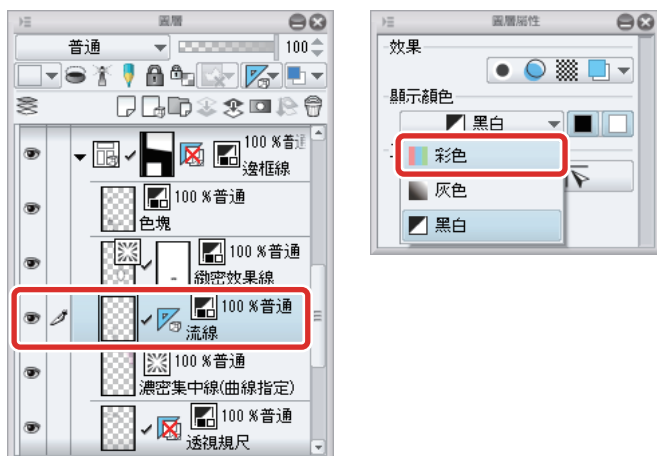 圖層
普通
100
100 %普通
邊框線
100 %普通
色塊
100 %普通
緻密效果線
100 %普通
流線
100 %普通
濃密集中線(曲線指定)
100 %普通
透視規尺
圖層屬性
效果
顯示顏色
黑白
彩色
灰色
黑白